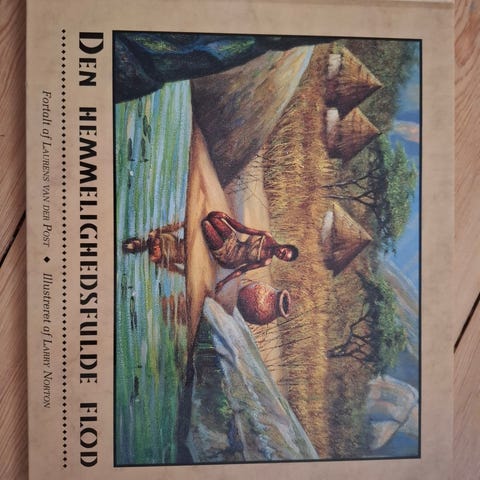 DEN HEMMELIGHEDSFULDE FLOD
Fortalt af LAURENS VAN DER POST ◆ Illustreret af LARRY NORTON